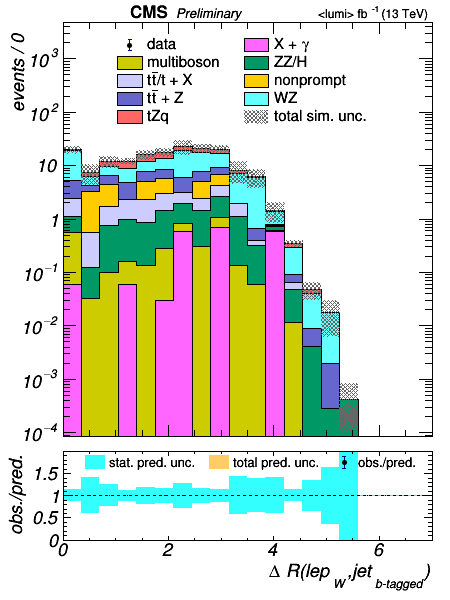 CMS Preliminary <lumi> fb ⁻¹ (13 TeV)
events / 0
10³
10²
10
1
10⁻¹
10⁻²
10⁻³
10⁻⁴
data
multiboson
tt̄/t + X
tt̄ + Z
tZq
X + γ
ZZ/H
nonprompt
WZ
total sim. unc.
obs./pred.
1.5
1
0.5
0
stat. pred. unc.
total pred. unc.
obs./pred.
0 2 4 6
Δ R(lep_W, jet_b-tagged)